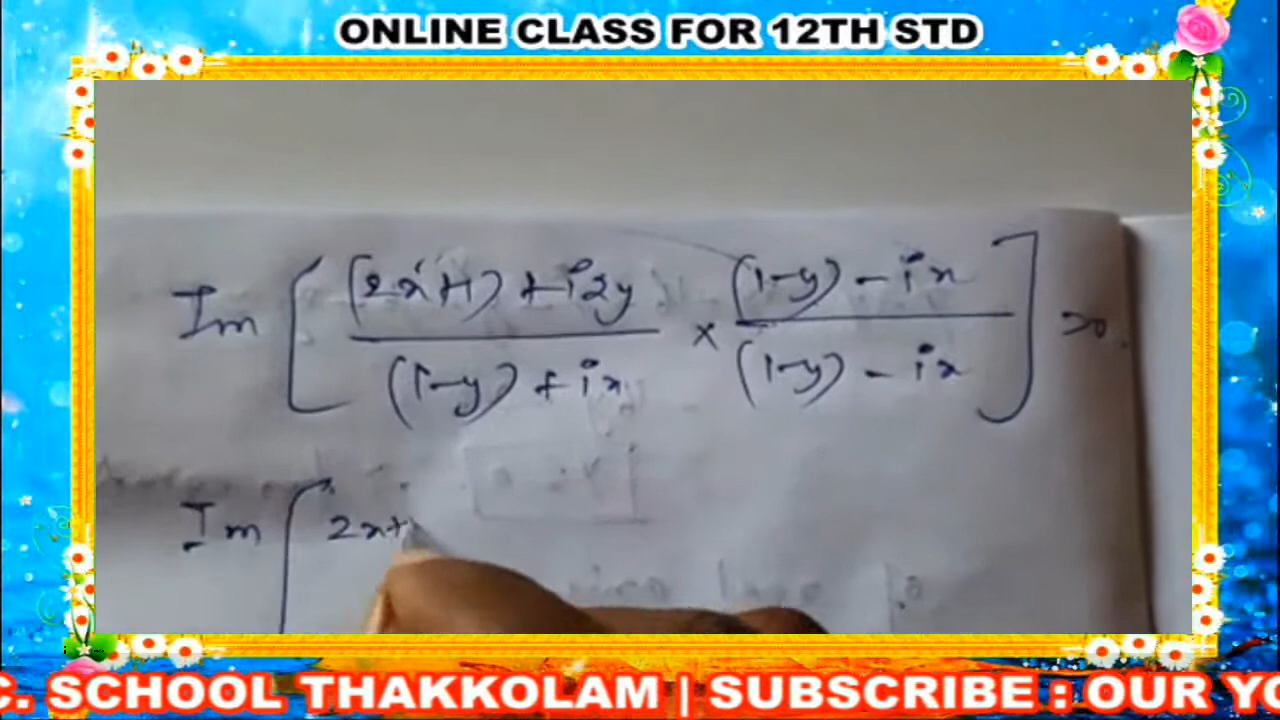 ONLINE CLASS FOR 12TH STD
Im [ (2x+1) + i2y / (1-y) + ix × (1-y) - ix / (1-y) - ix ] =0.
Im [ 2x+
C. SCHOOL THAKKOLAM | SUBSCRIBE : OUR YO